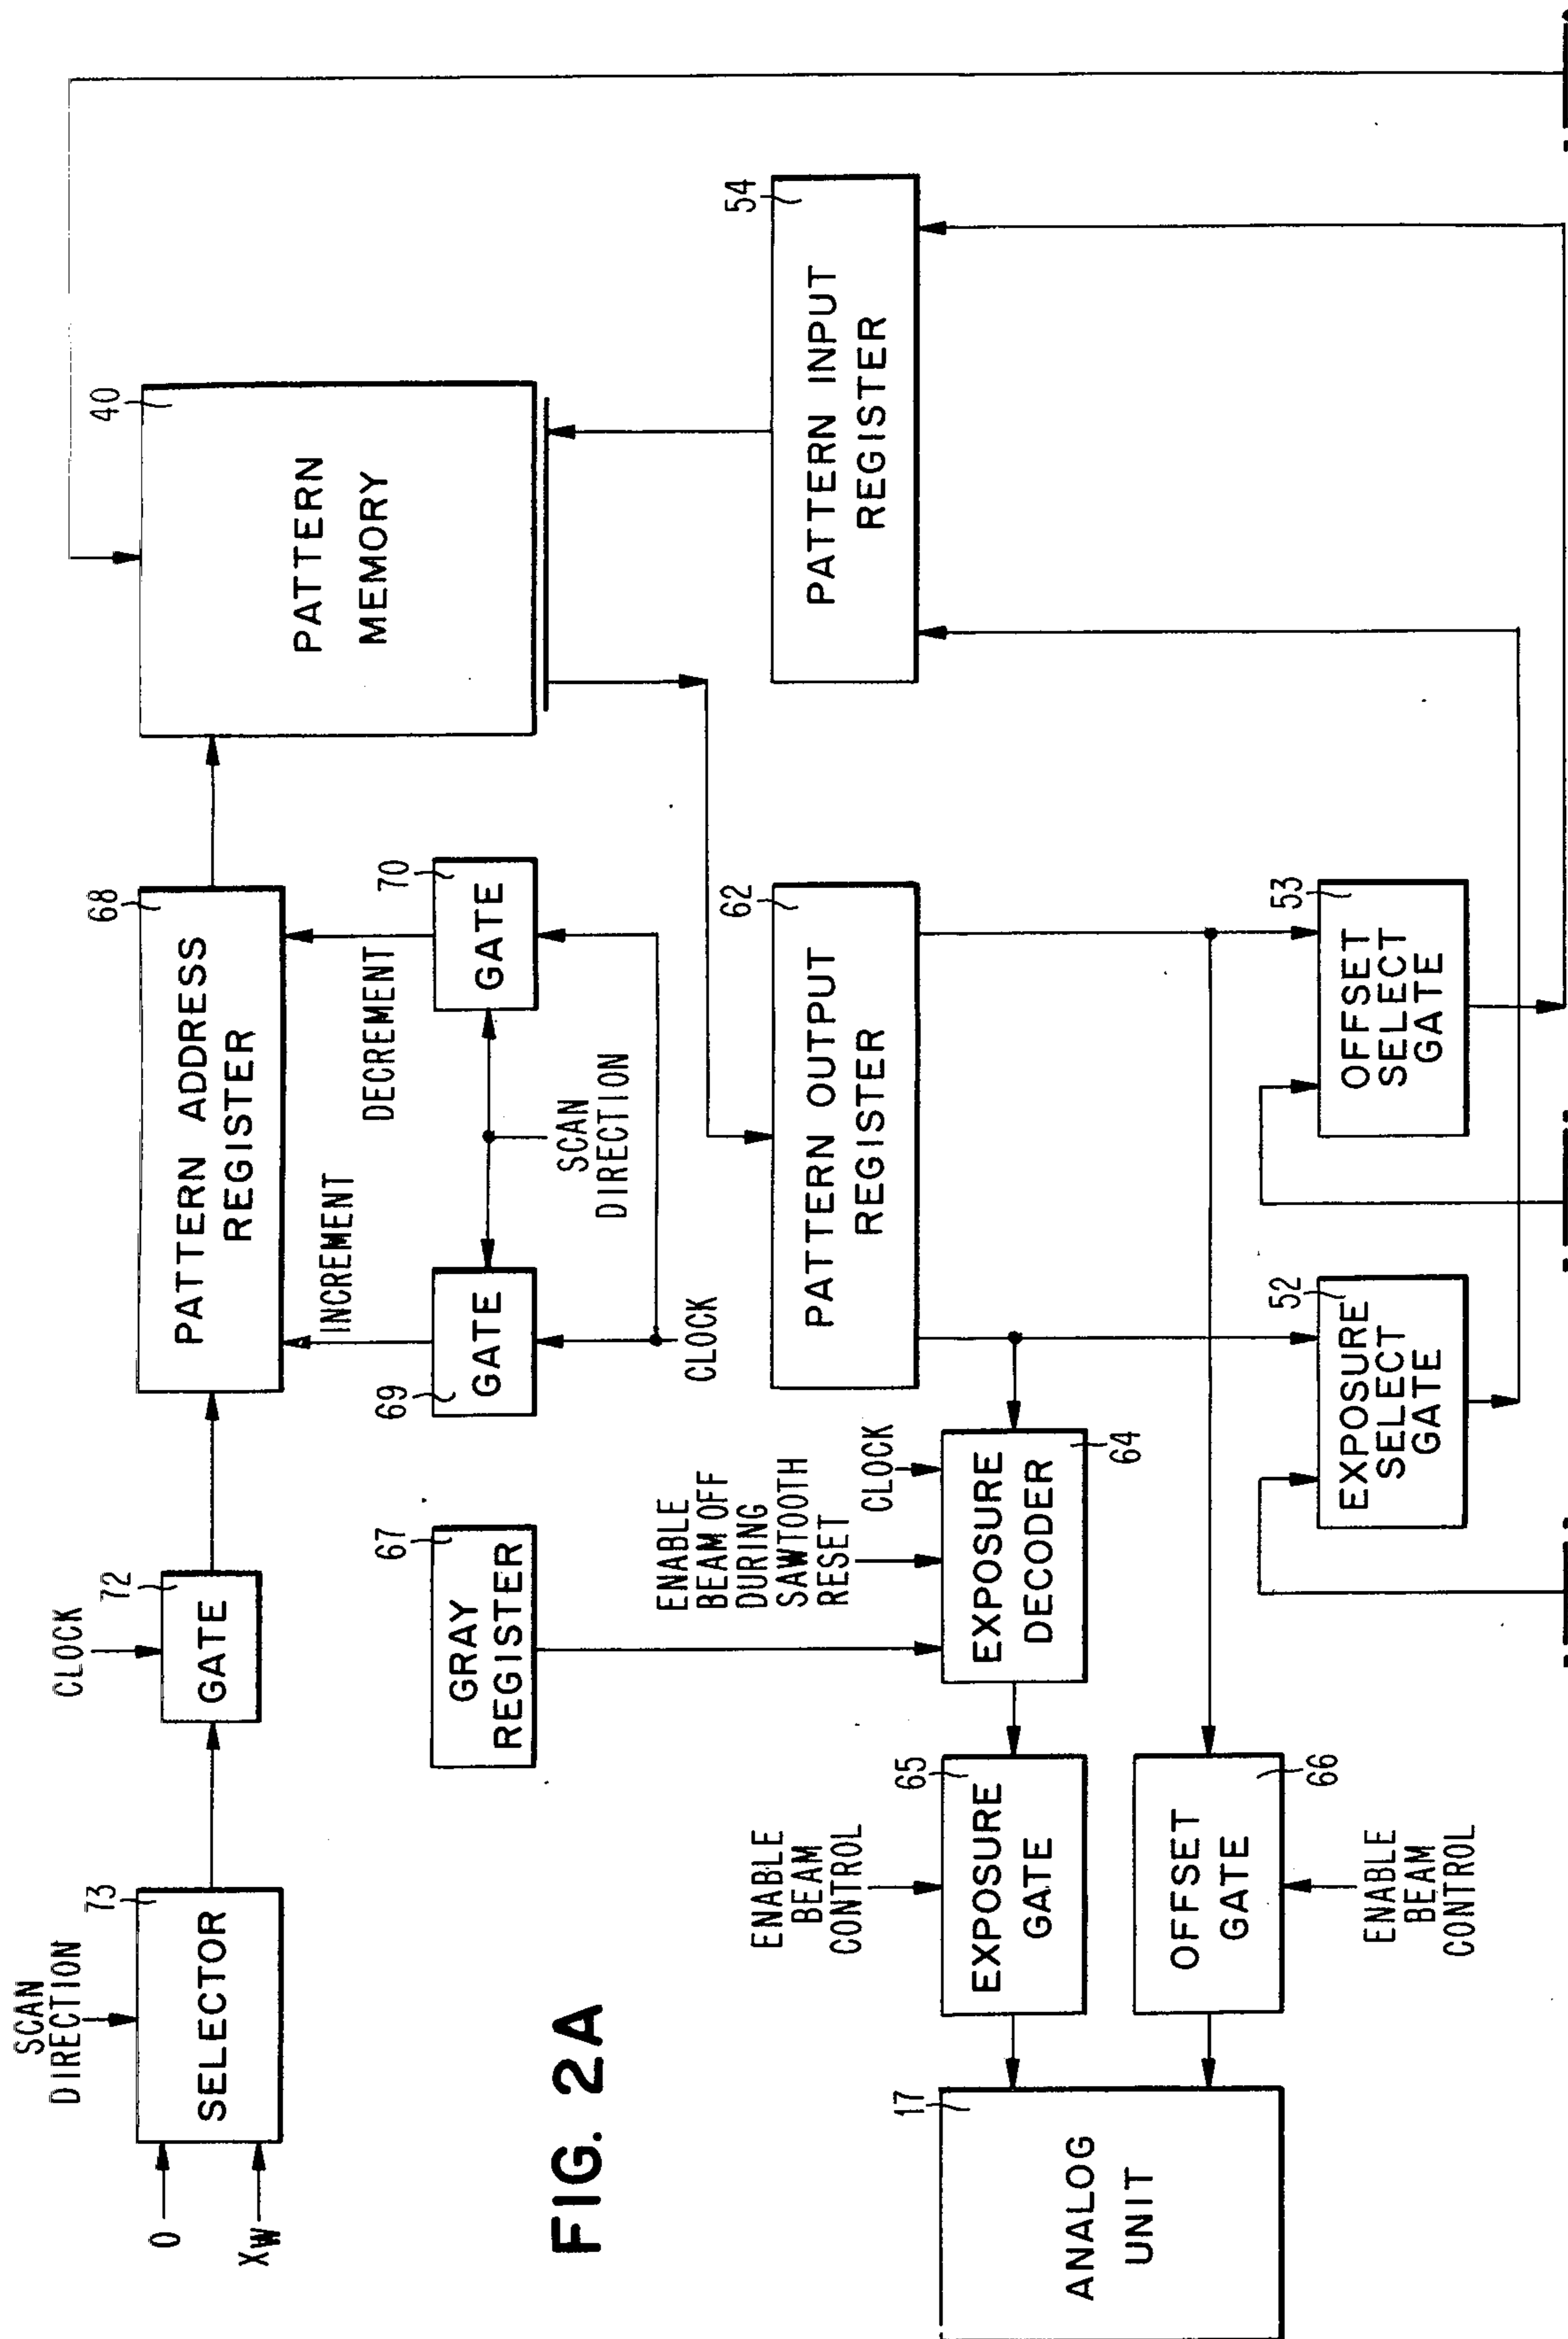 SCAN
DIRECTION
0
XW
73
SELECTOR
CLOCK
72
GATE
68
PATTERN ADDRESS
REGISTER
40
PATTERN
MEMORY
INCREMENT
DECREMENT
69
GATE
70
GATE
SCAN
DIRECTION
CLOCK
67
GRAY
REGISTER
FIG. 2A
ENABLE
BEAM OFF
DURING
SAWTOOTH
RESET
CLOCK
62
PATTERN OUTPUT
REGISTER
54
PATTERN INPUT
REGISTER
ENABLE
BEAM
CONTROL
17
ANALOG
UNIT
65
EXPOSURE
GATE
EXPOSURE
DECODER
64
OFFSET
GATE
66
ENABLE
BEAM
CONTROL
52
EXPOSURE
SELECT
GATE
53
OFFSET
SELECT
GATE